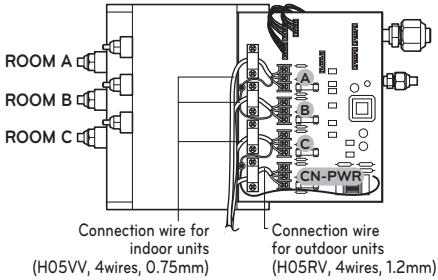 ROOM A
ROOM B
ROOM C
A
B
C
CN-PWR
Connection wire for
indoor units
(H05VV, 4wires, 0.75mm)
Connection wire
for outdoor units
(H05RV, 4wires, 1.2mm)